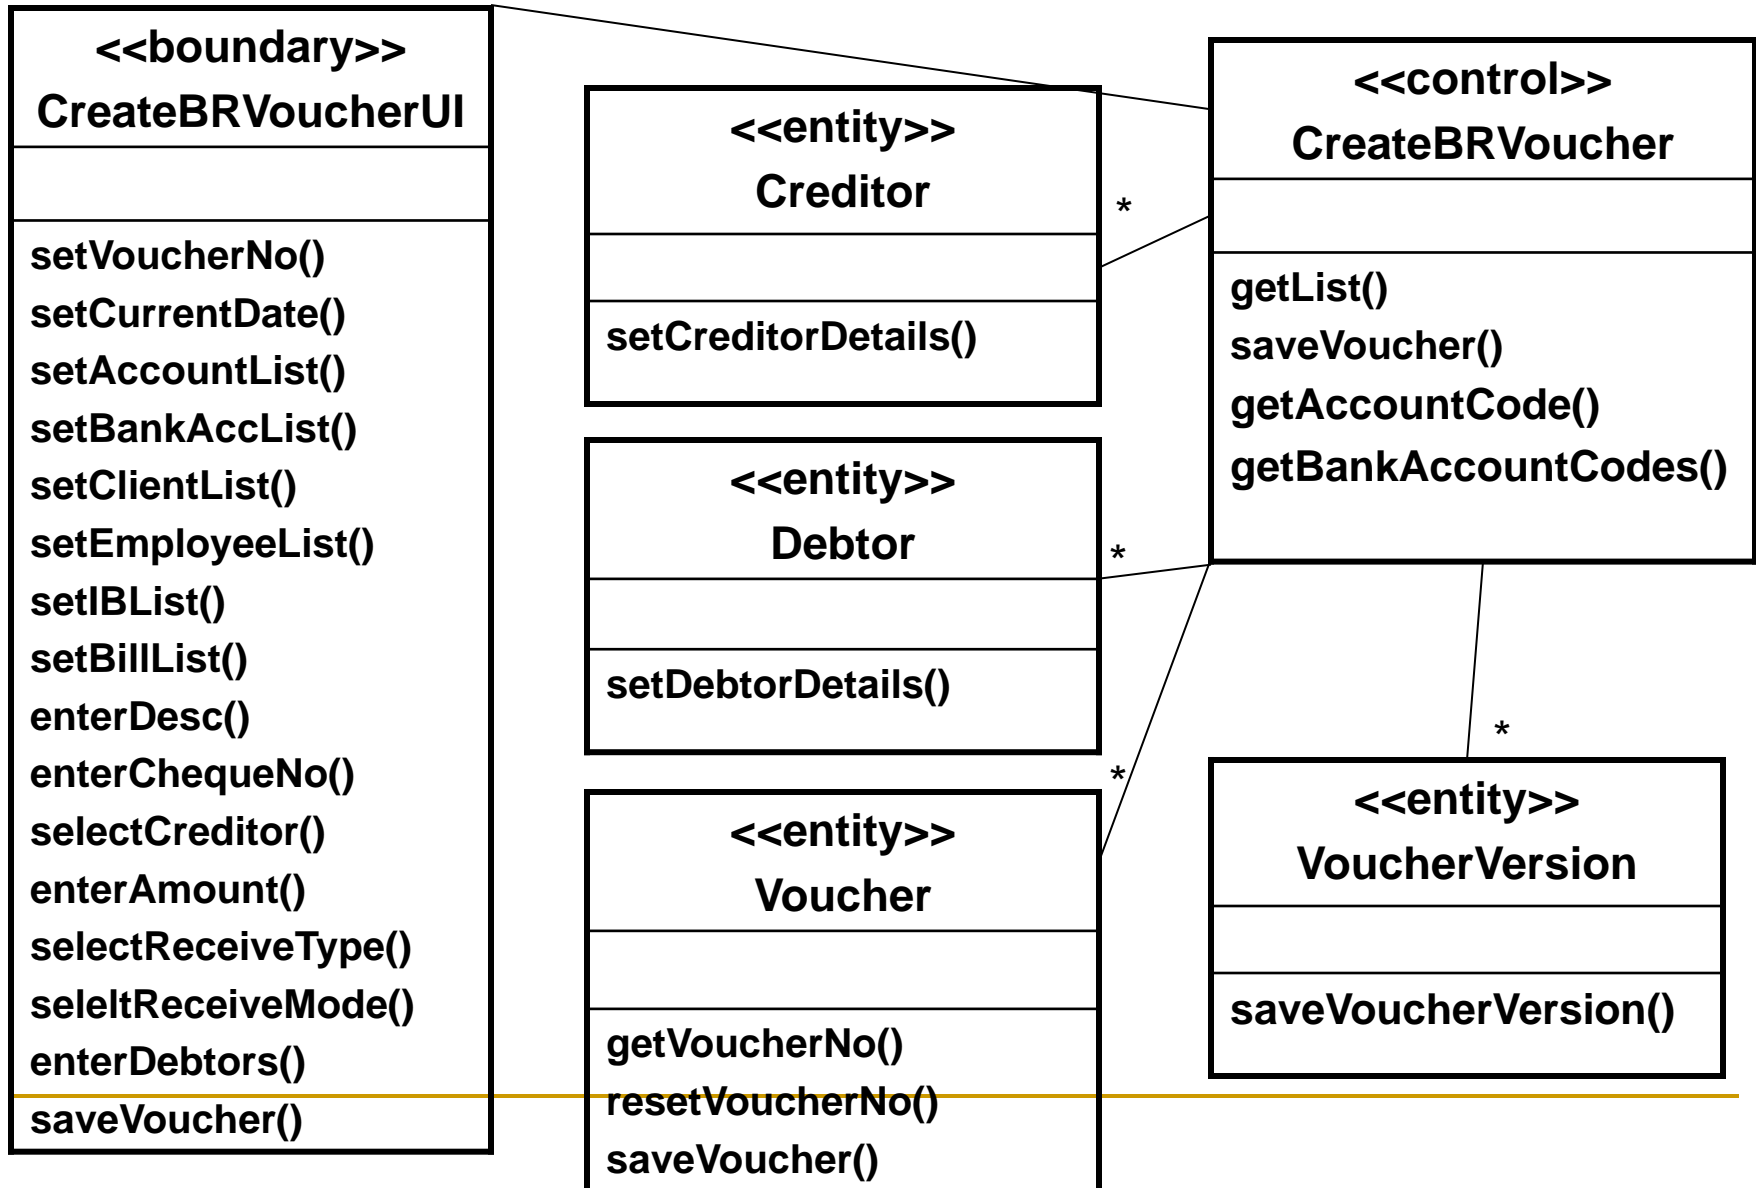 <<boundary>>
CreateBRVoucherUI
setVoucherNo()
setCurrentDate()
setAccountList()
setBankAccList()
setClientList()
setEmployeeList()
setIBList()
setBillList()
enterDesc()
enterChequeNo()
selectCreditor()
enterAmount()
selectReceiveType()
seleltReceiveMode()
enterDebtors()
saveVoucher()
<<entity>>
Creditor
setCreditorDetails()
*
<<entity>>
Debtor
setDebtorDetails()
*
<<entity>>
Voucher
getVoucherNo()
resetVoucherNo()
saveVoucher()
*
<<control>>
CreateBRVoucher
getList()
saveVoucher()
getAccountCode()
getBankAccountCodes()
*
<<entity>>
VoucherVersion
saveVoucherVersion()